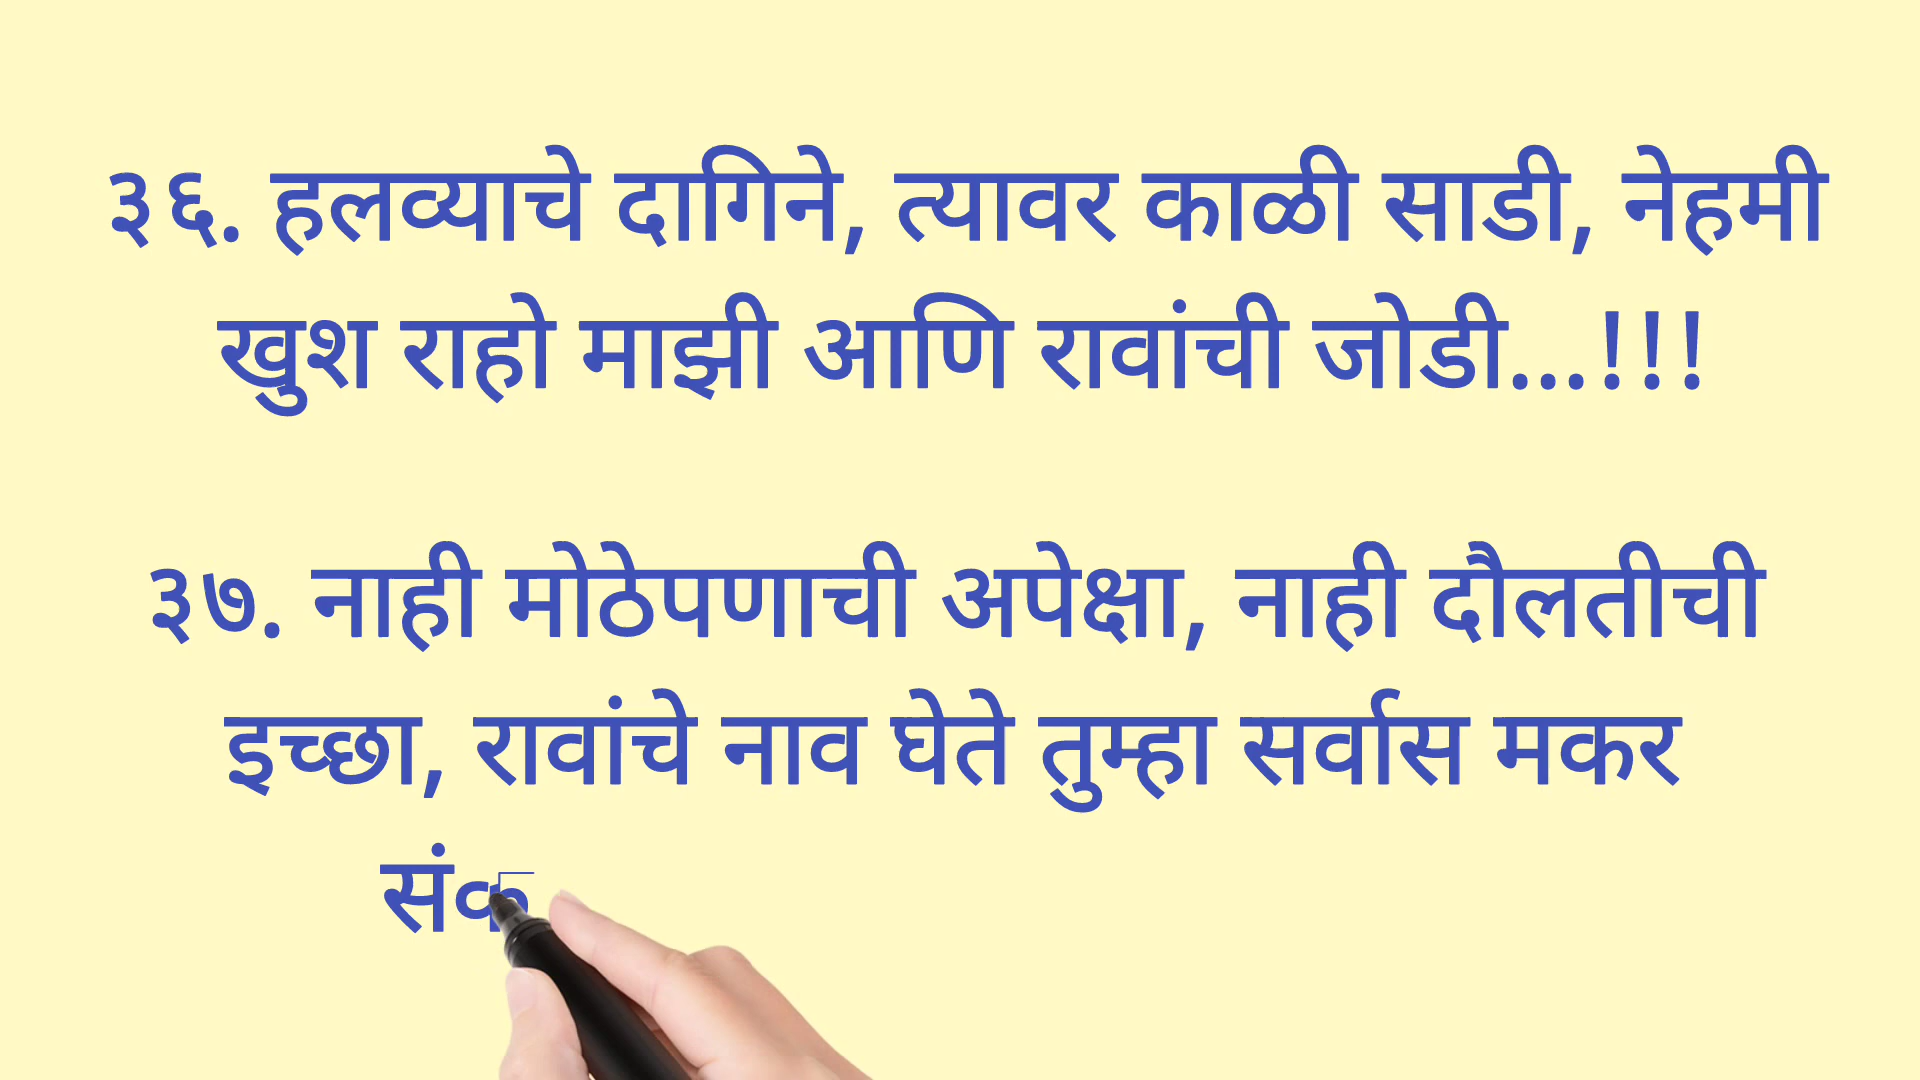 ३६. हलव्याचे दागिने, त्यावर काळी साडी, नेहमी
खुश राहो माझी आणि रावांची जोडी...!!!
३७. नाही मोठेपणाची अपेक्षा, नाही दौलतीची
इच्छा, रावांचे नाव घेते तुम्हा सर्वास मकर